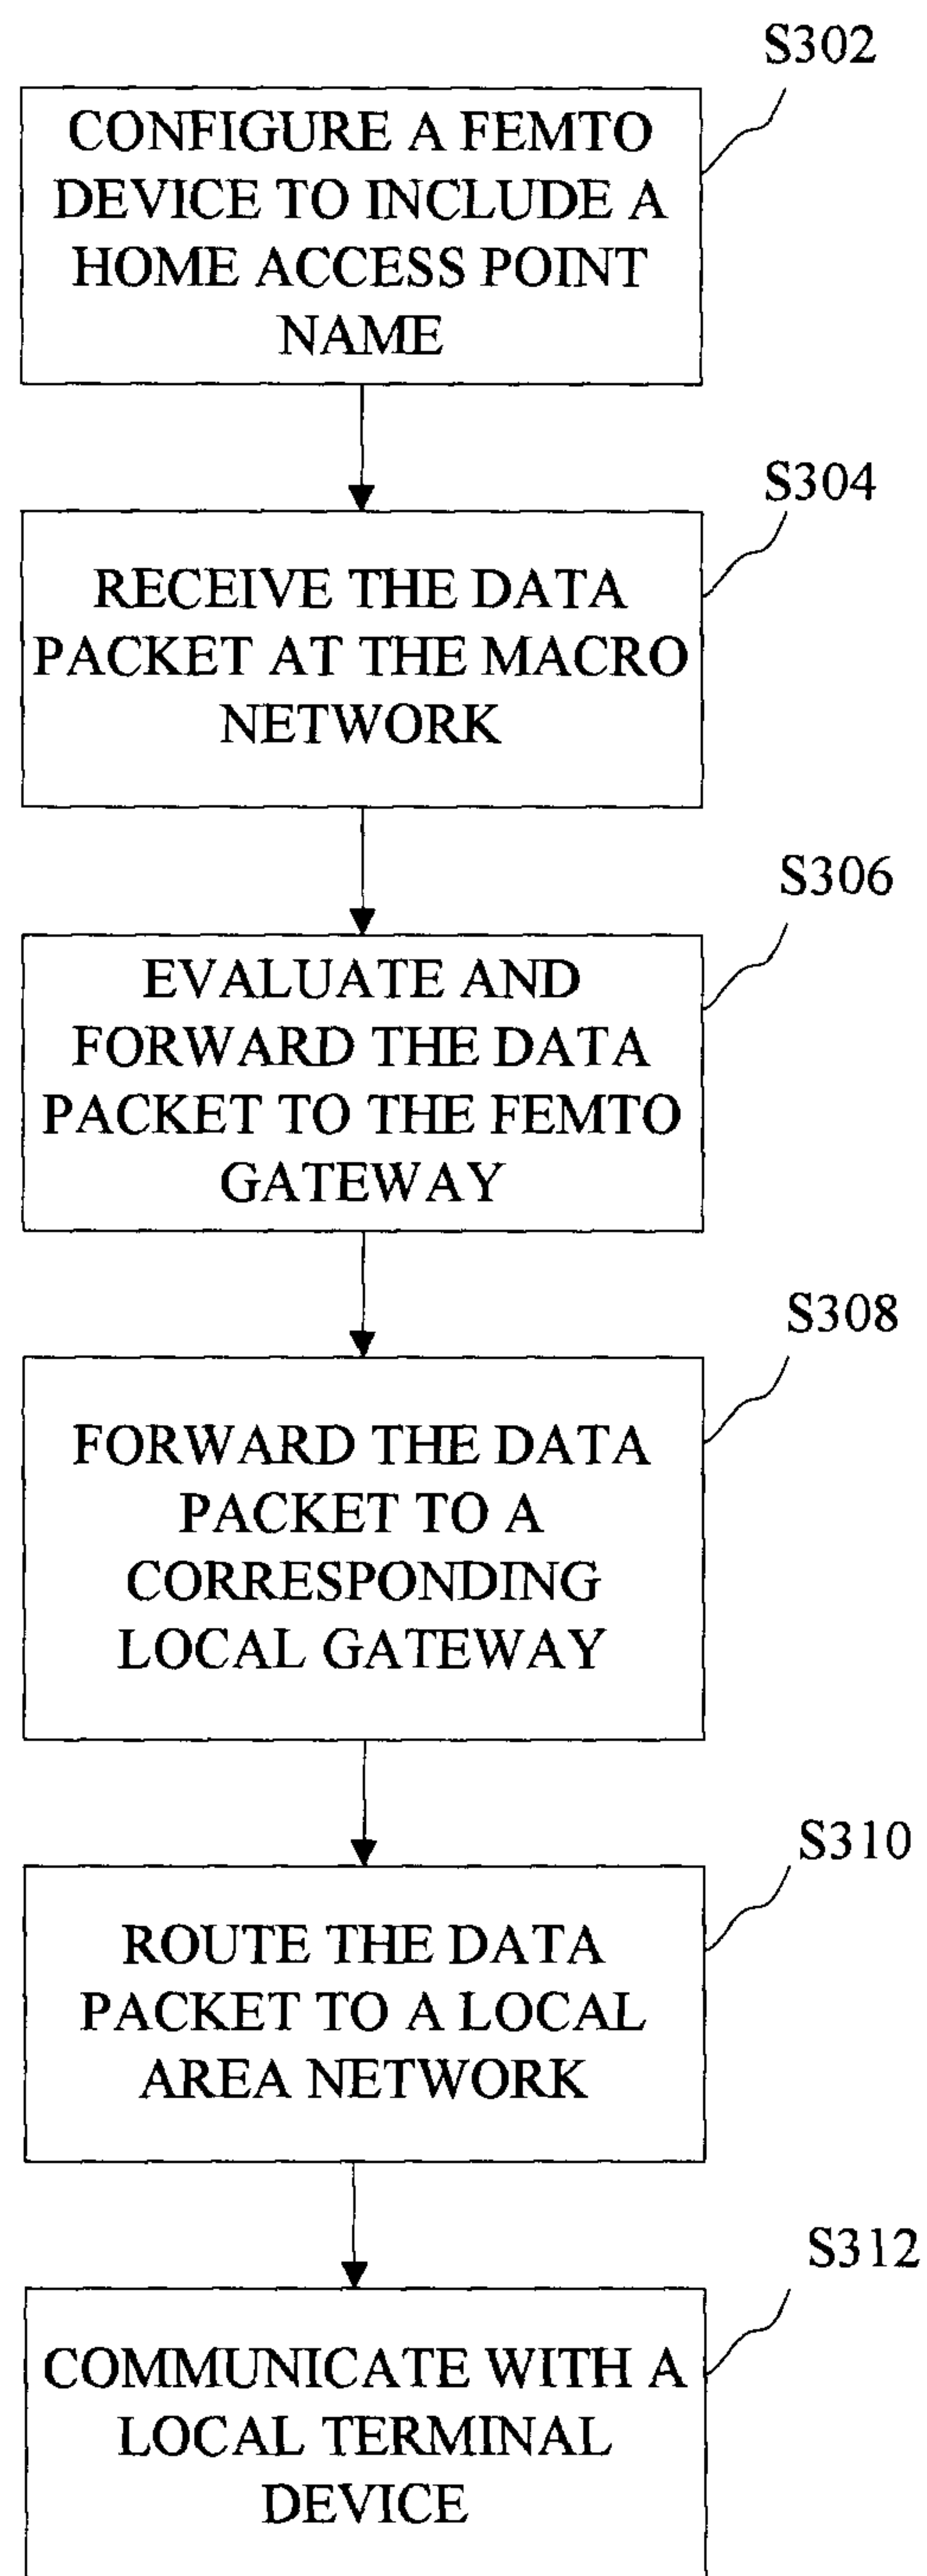 S302
CONFIGURE A FEMTO
DEVICE TO INCLUDE A
HOME ACCESS POINT
NAME
S304
RECEIVE THE DATA
PACKET AT THE MACRO
NETWORK
S306
EVALUATE AND
FORWARD THE DATA
PACKET TO THE FEMTO
GATEWAY
S308
FORWARD THE DATA
PACKET TO A
CORRESPONDING
LOCAL GATEWAY
S310
ROUTE THE DATA
PACKET TO A LOCAL
AREA NETWORK
S312
COMMUNICATE WITH A
LOCAL TERMINAL
DEVICE